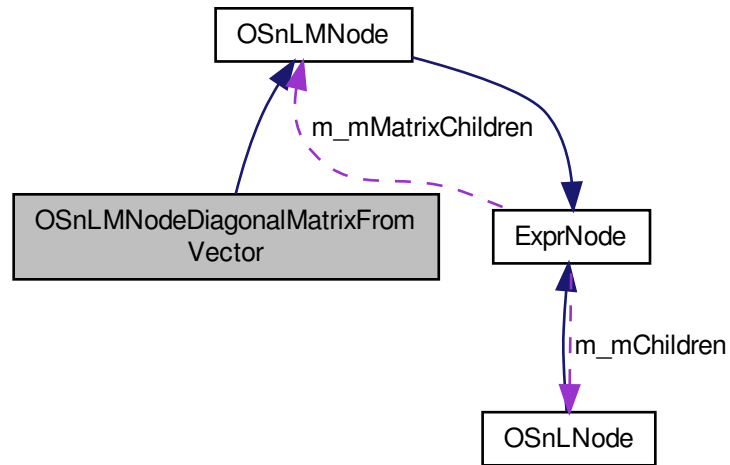 OSnLMNode
m_mMatrixChildren
OSnLMNodeDiagonalMatrixFrom
Vector
ExprNode
m_mChildren
OSnLNode